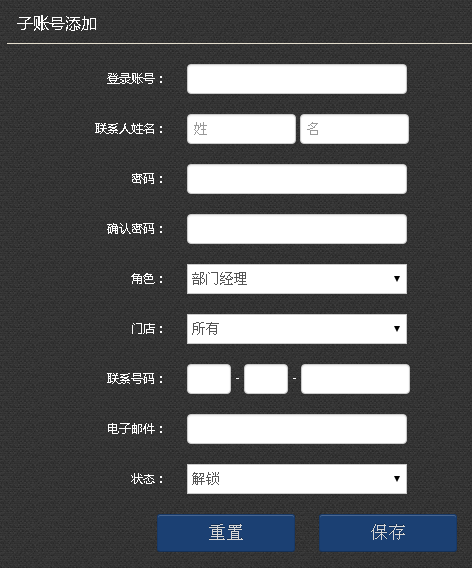 子账号添加
登录账号：
联系人姓名： 姓 名
密码：
确认密码：
角色： 部门经理
门店： 所有
联系号码： - -
电子邮件：
状态： 解锁
重置 保存